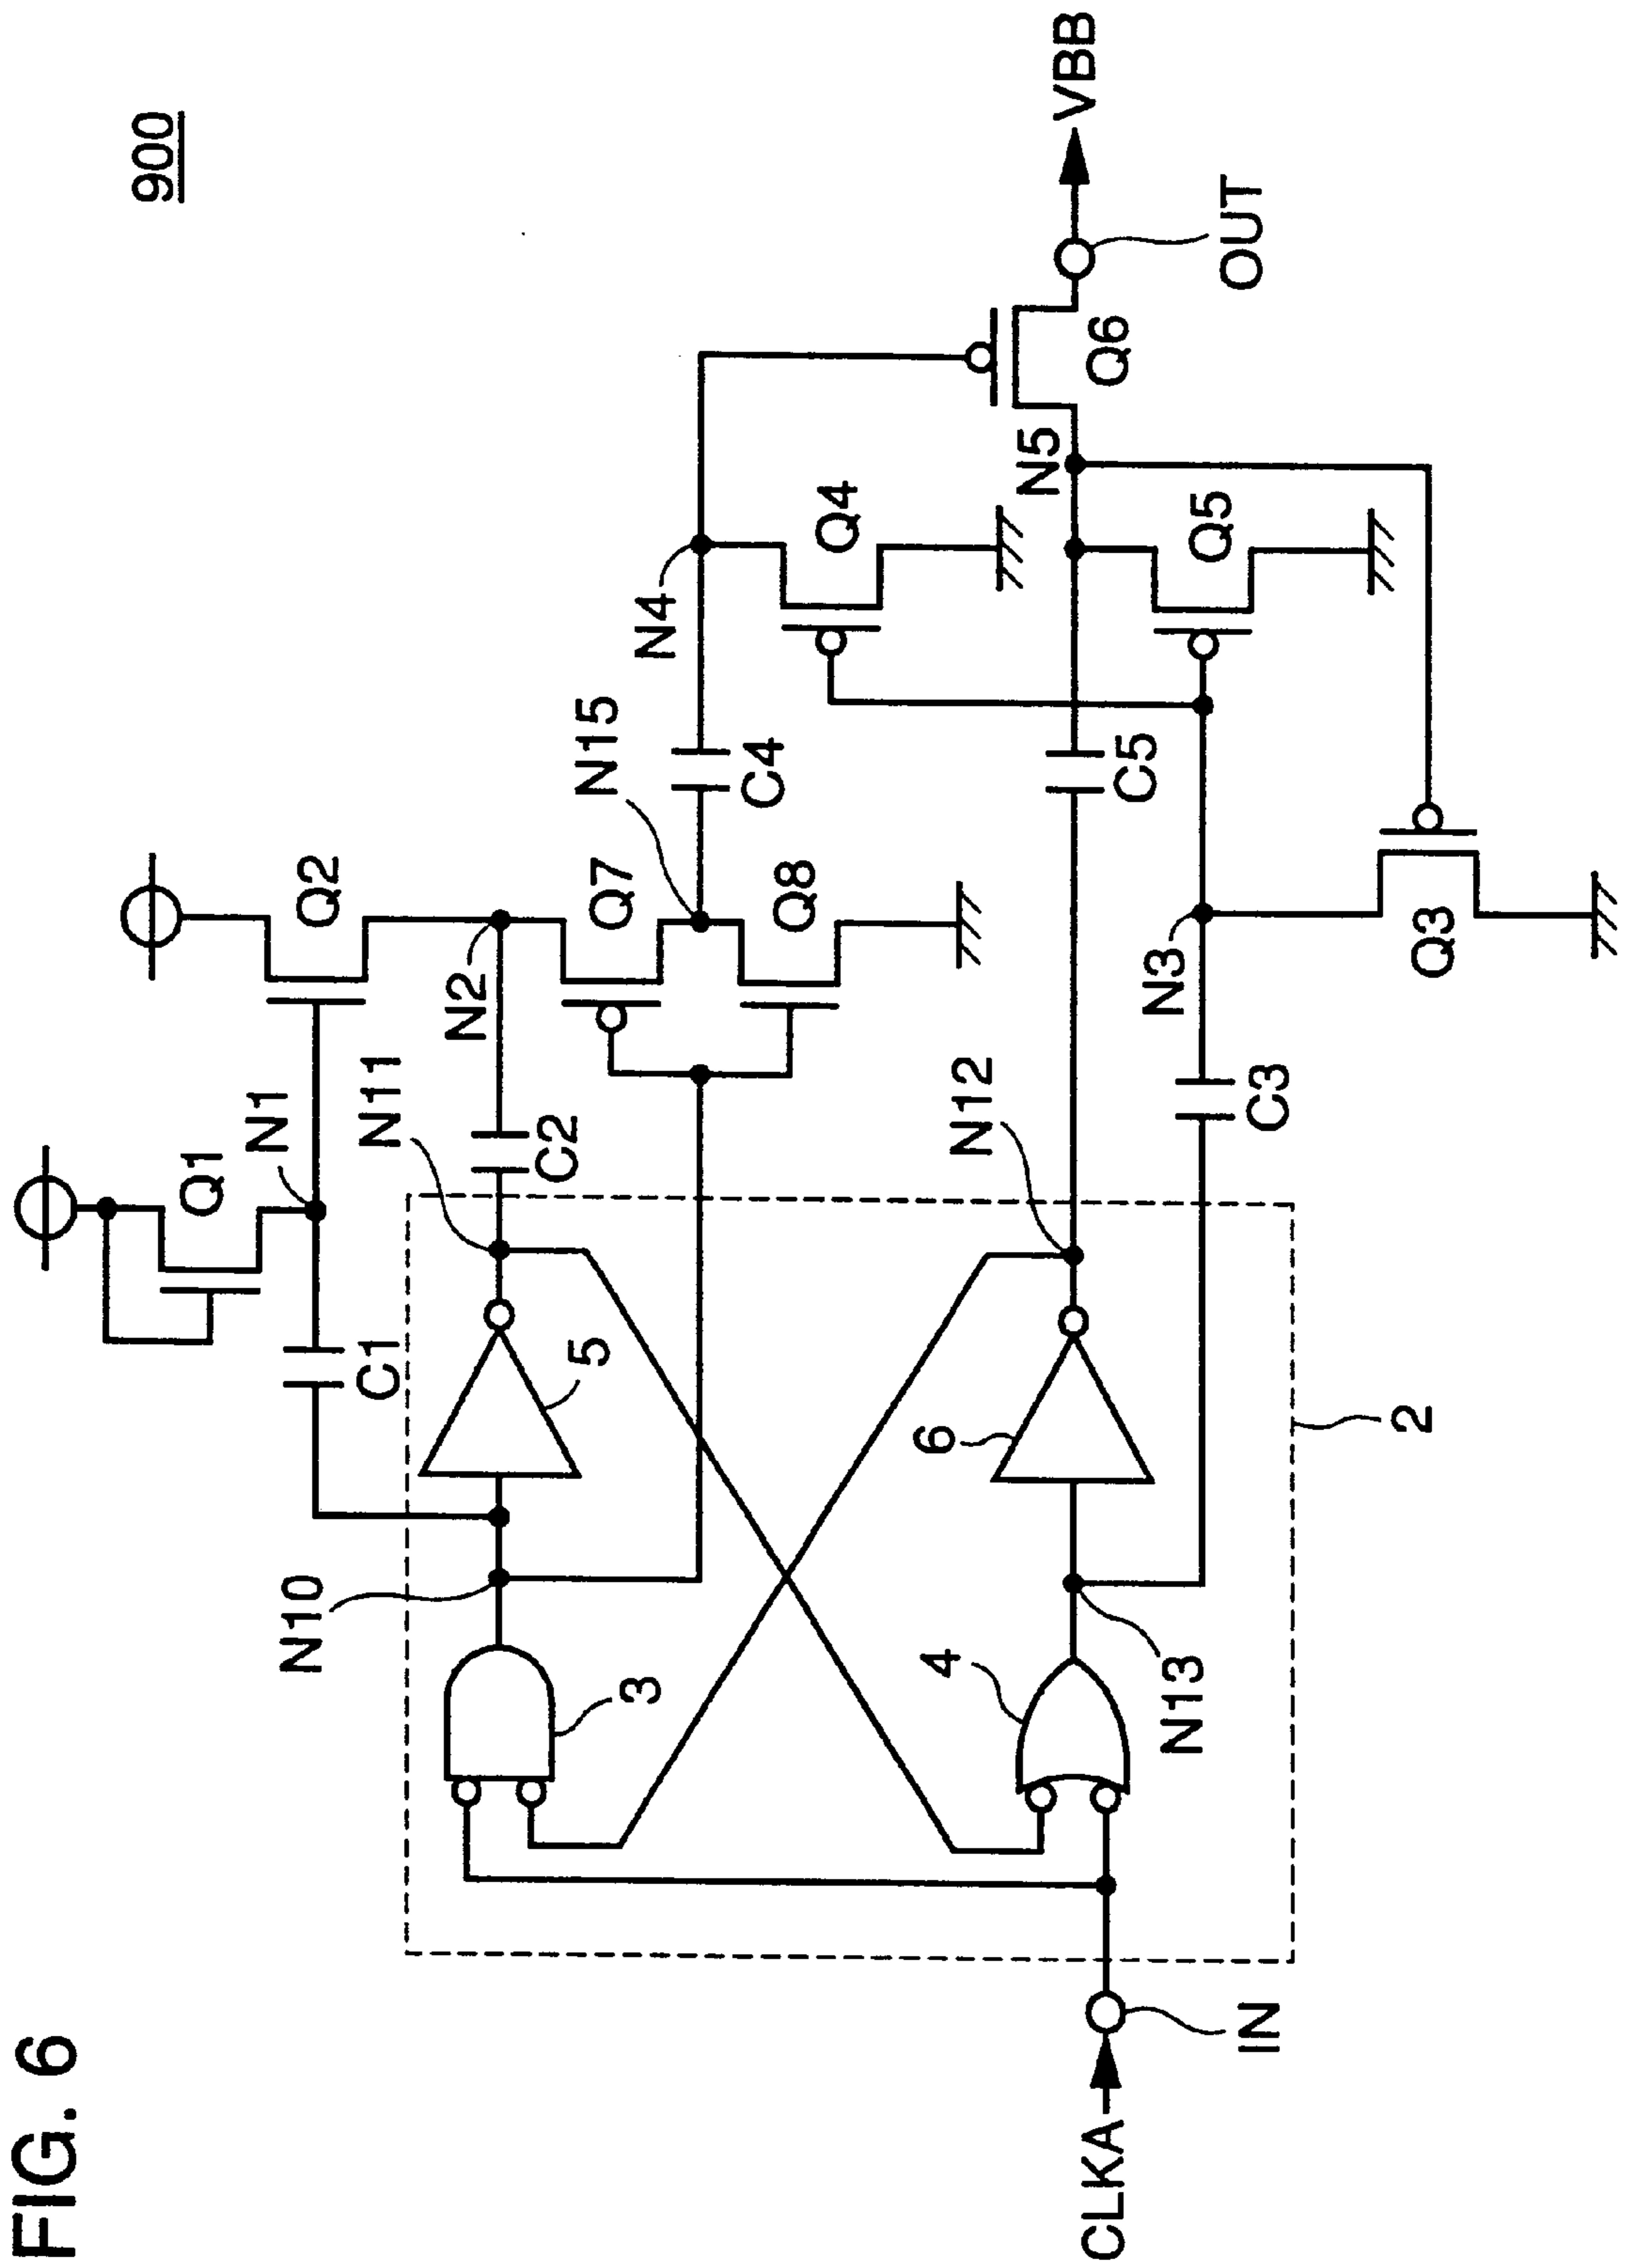 FIG. 6
900
Q1
N1
Q2
C1
N11
N2
N10
5
C2
Q7
N15
N4
3
Q8
C4
Q4
N12
N5
Q6
VBB
6
C5
Q5
OUT
4
N3
CLKA
N13
C3
IN
2
Q3